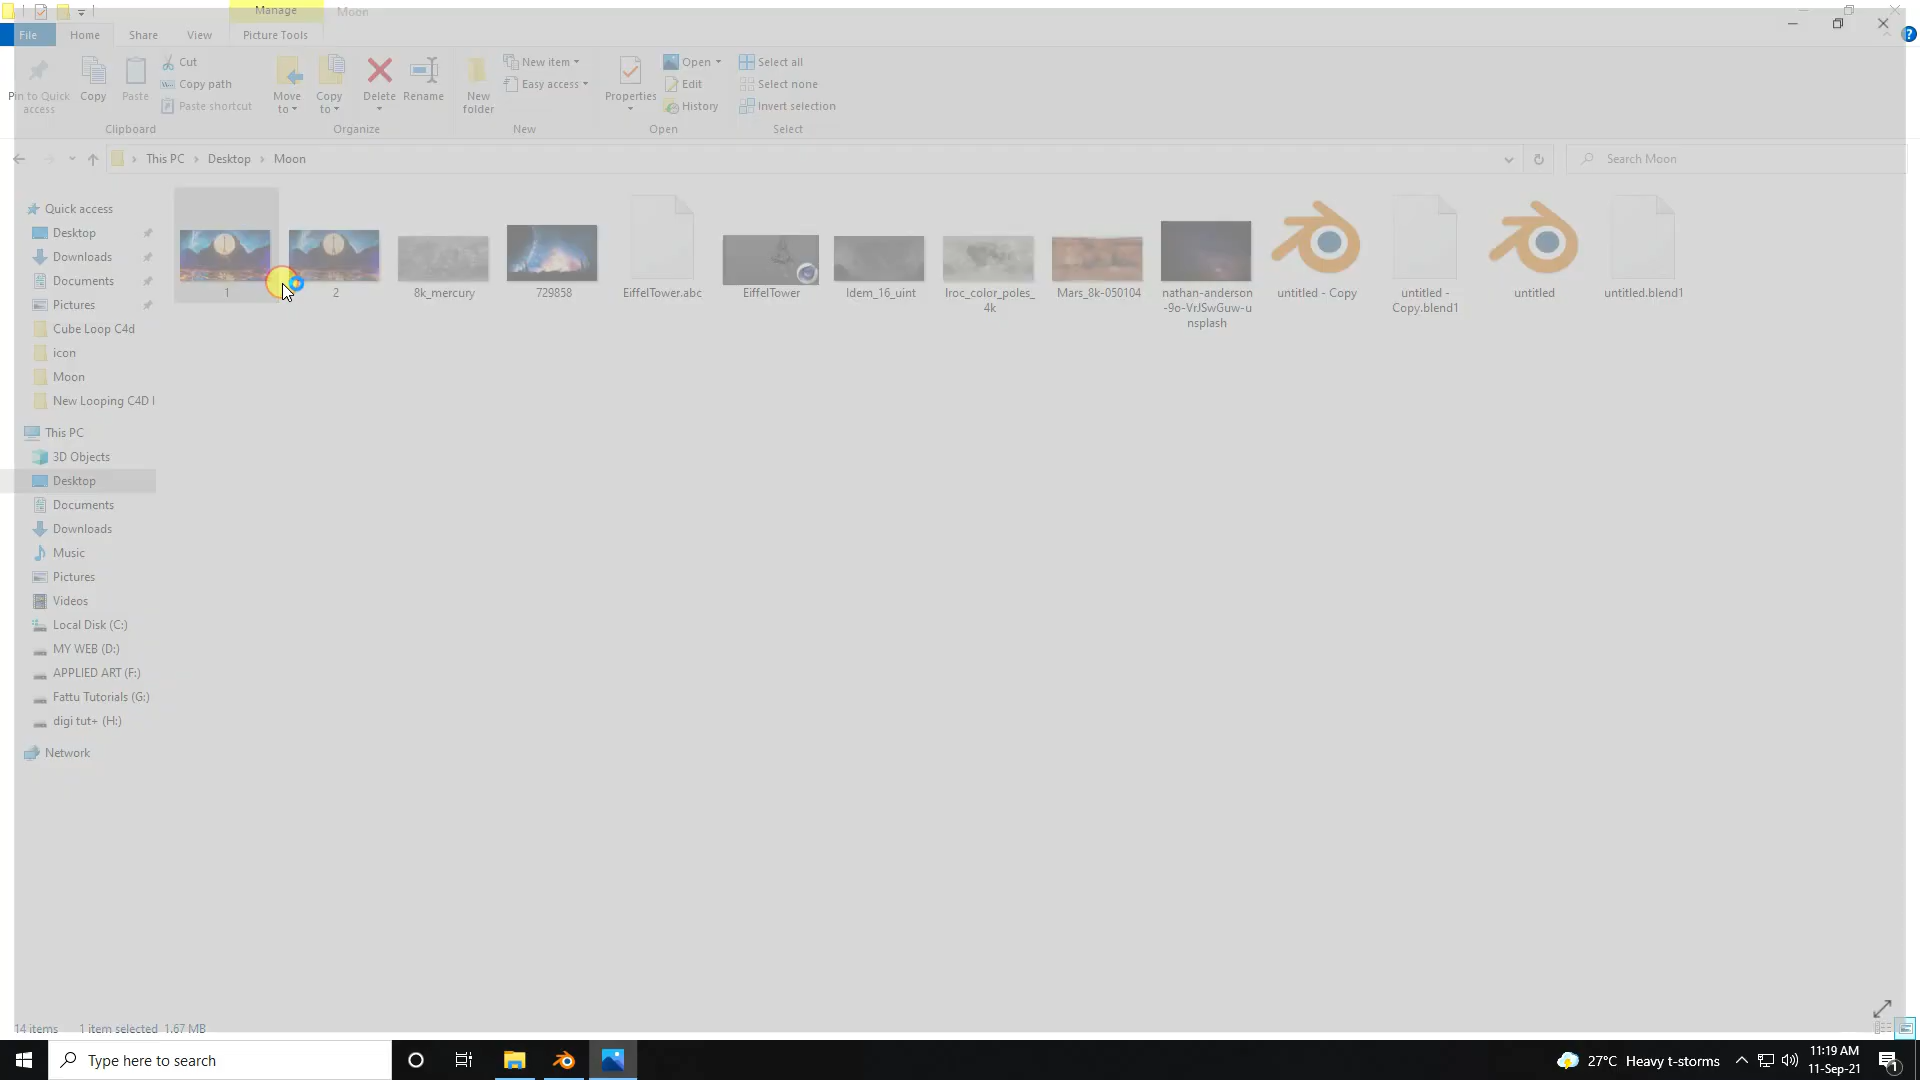 Manage
Moon
File
Home
Share
View
Picture Tools
Pin to Quick
access
Copy
Paste
Cut
Copy path
Paste shortcut
Clipboard
Move
to
Copy
to
Delete
Rename
Organize
New
folder
New item
Easy access
New
Properties
Open
Edit
History
Open
Select all
Select none
Invert selection
Select
This PC
Desktop
Moon
Search Moon
Quick access
Desktop
Downloads
Documents
Pictures
Cube Loop C4d
icon
Moon
New Looping C4D I
This PC
3D Objects
Desktop
Documents
Downloads
Music
Pictures
Videos
Local Disk (C:)
MY WEB (D:)
APPLIED ART (F:)
Fattu Tutorials (G:)
digi tut+ (H:)
Network
1
2
8k_mercury
729858
EiffelTower.abc
EiffelTower
ldem_16_uint
lroc_color_poles_
4k
Mars_8k-050104
nathan-anderson
-9o-VrJSwGuw-u
nsplash
untitled - Copy
untitled -
Copy.blend1
untitled
untitled.blend1
14 items
1 item selected 1.67 MB
Type here to search
27°C Heavy t-storms
11:19 AM
11-Sep-21
1
?